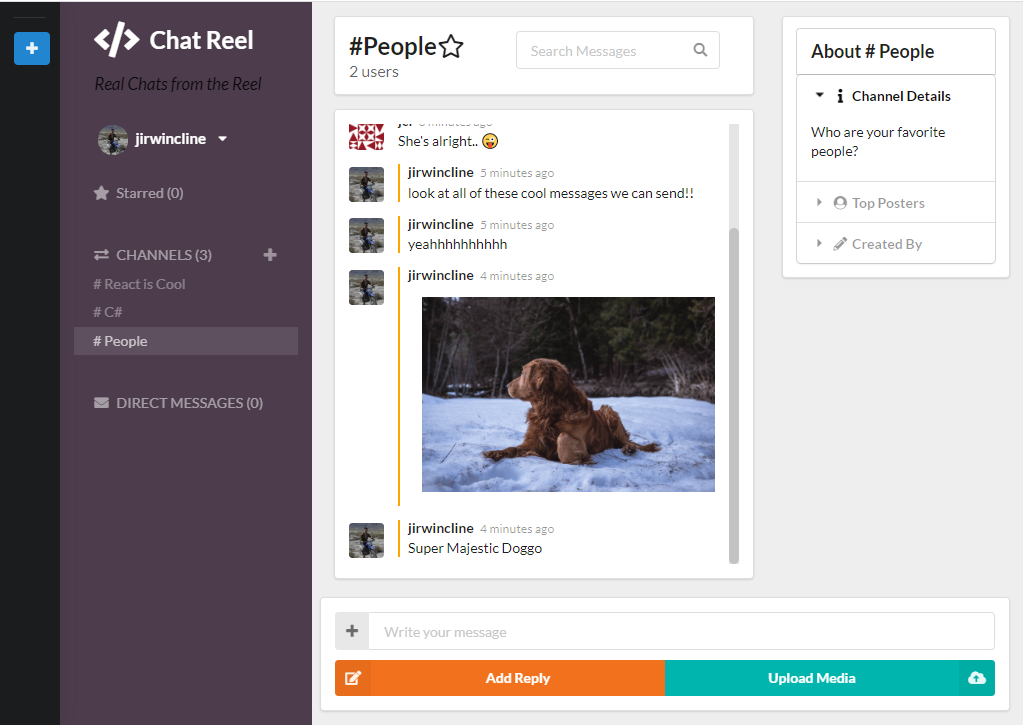 Chat Reel
Real Chats from the Reel
jirwincline
Starred (0)
CHANNELS (3)
# React is Cool
# C#
# People
DIRECT MESSAGES (0)
#People
2 users
Search Messages
She's alright..
jirwincline 5 minutes ago
look at all of these cool messages we can send!!
jirwincline 5 minutes ago
yeahhhhhhhhhh
jirwincline 4 minutes ago
jirwincline 4 minutes ago
Super Majestic Doggo
Write your message
Add Reply
Upload Media
About # People
Channel Details
Who are your favorite
people?
Top Posters
Created By